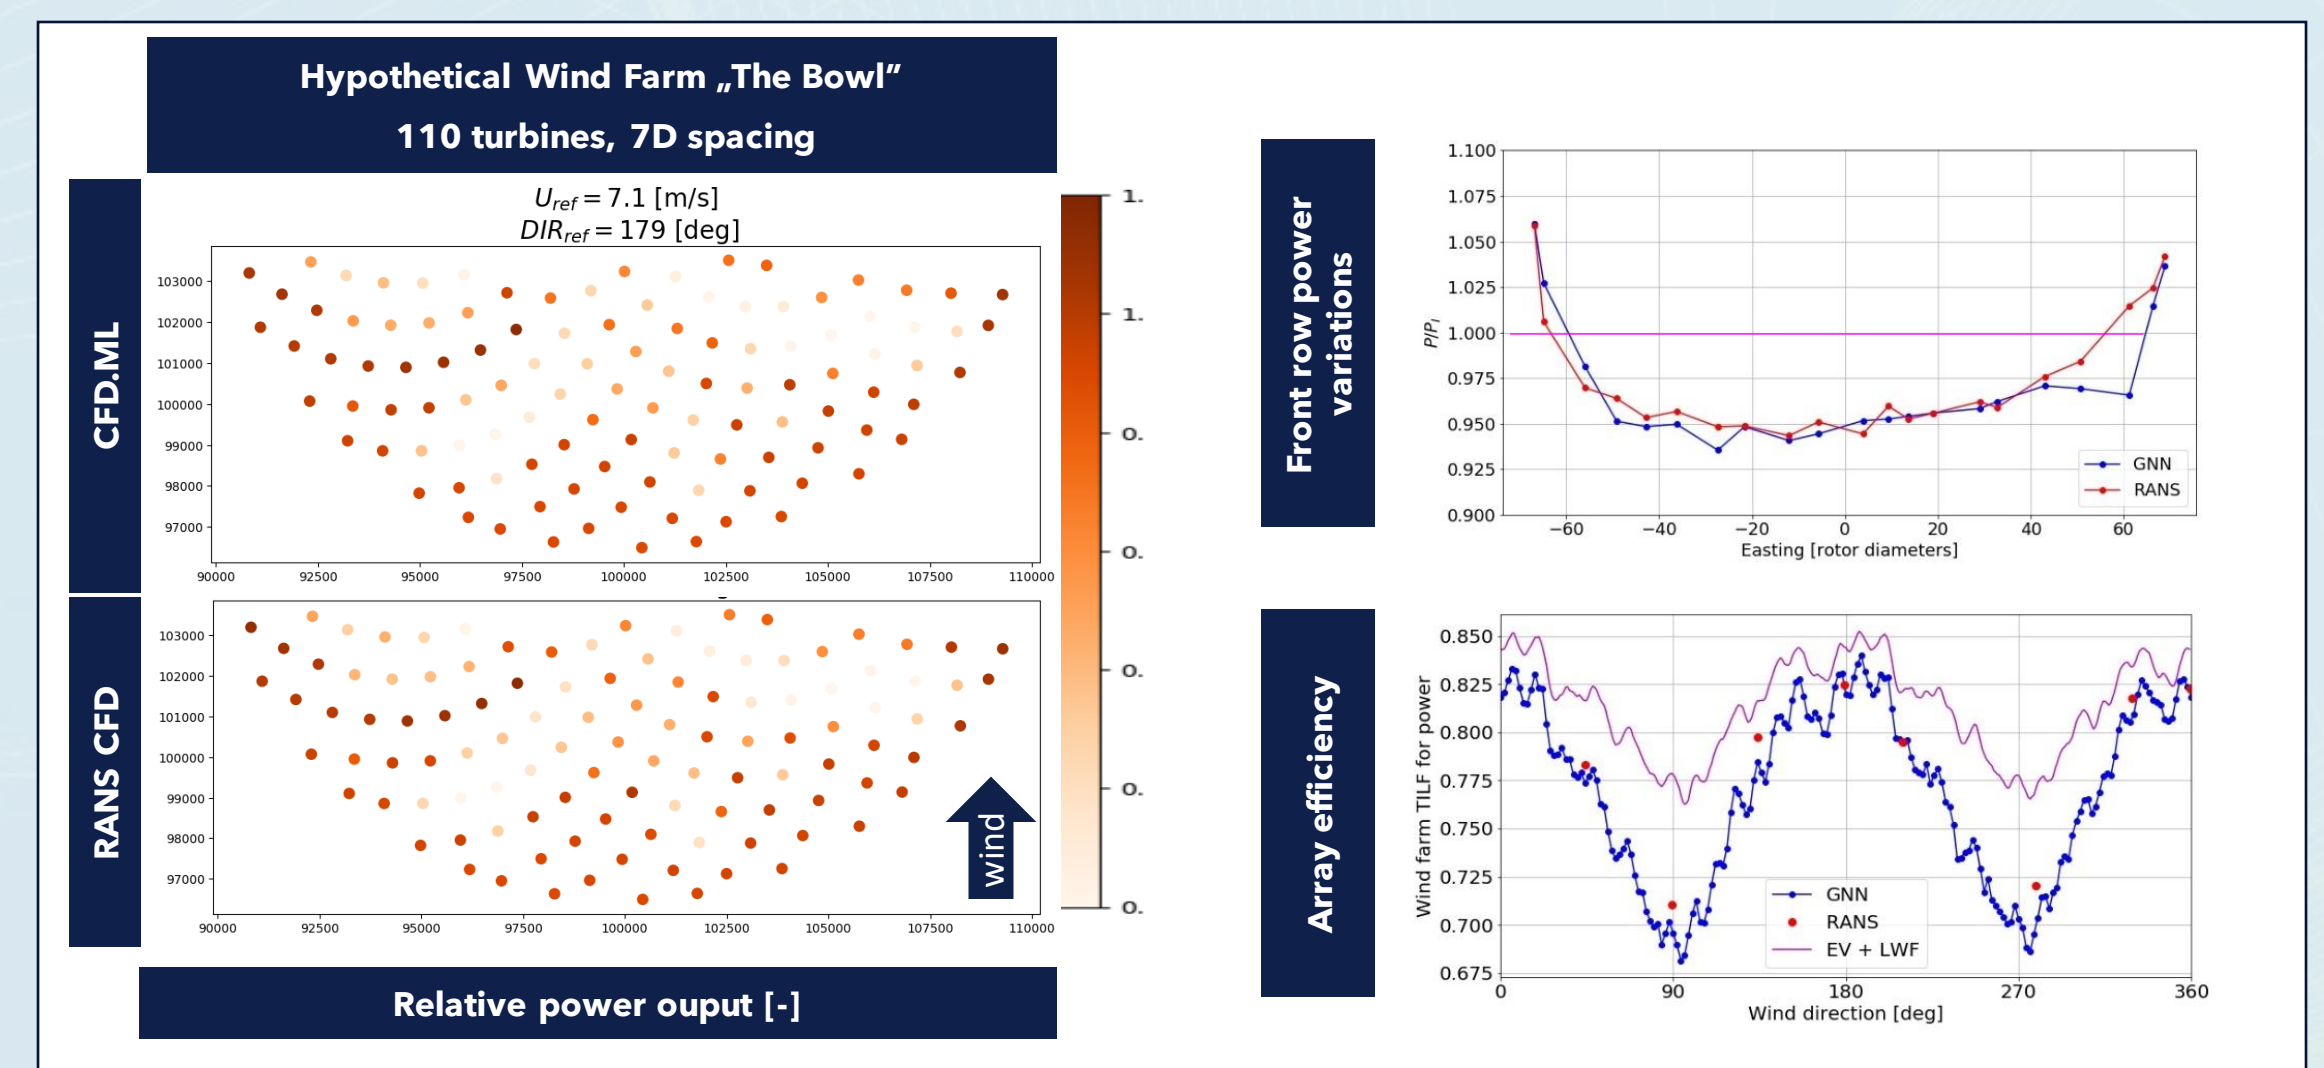 Hypothetical Wind Farm „The Bowl”
110 turbines, 7D spacing
CFD.ML
U_ref = 7.1 [m/s]
DIR_ref = 179 [deg]
103000
102000
101000
100000
99000
98000
97000
90000 92500 95000 97500 100000 102500 105000 107500 110000
1.
1.
0.
0.
0.
0.
0.
RANS CFD
103000
102000
101000
100000
99000
98000
97000
90000 92500 95000 97500 100000 102500 105000 107500 110000
wind
Relative power ouput [-]
Front row power
variations
P/P_I
1.100
1.075
1.050
1.025
1.000
0.975
0.950
0.925
0.900
−60 −40 −20 0 20 40 60
Easting [rotor diameters]
GNN
RANS
Array efficiency
Wind farm TILF for power
0.850
0.825
0.800
0.775
0.750
0.725
0.700
0.675
0 90 180 270 360
Wind direction [deg]
GNN
RANS
EV + LWF